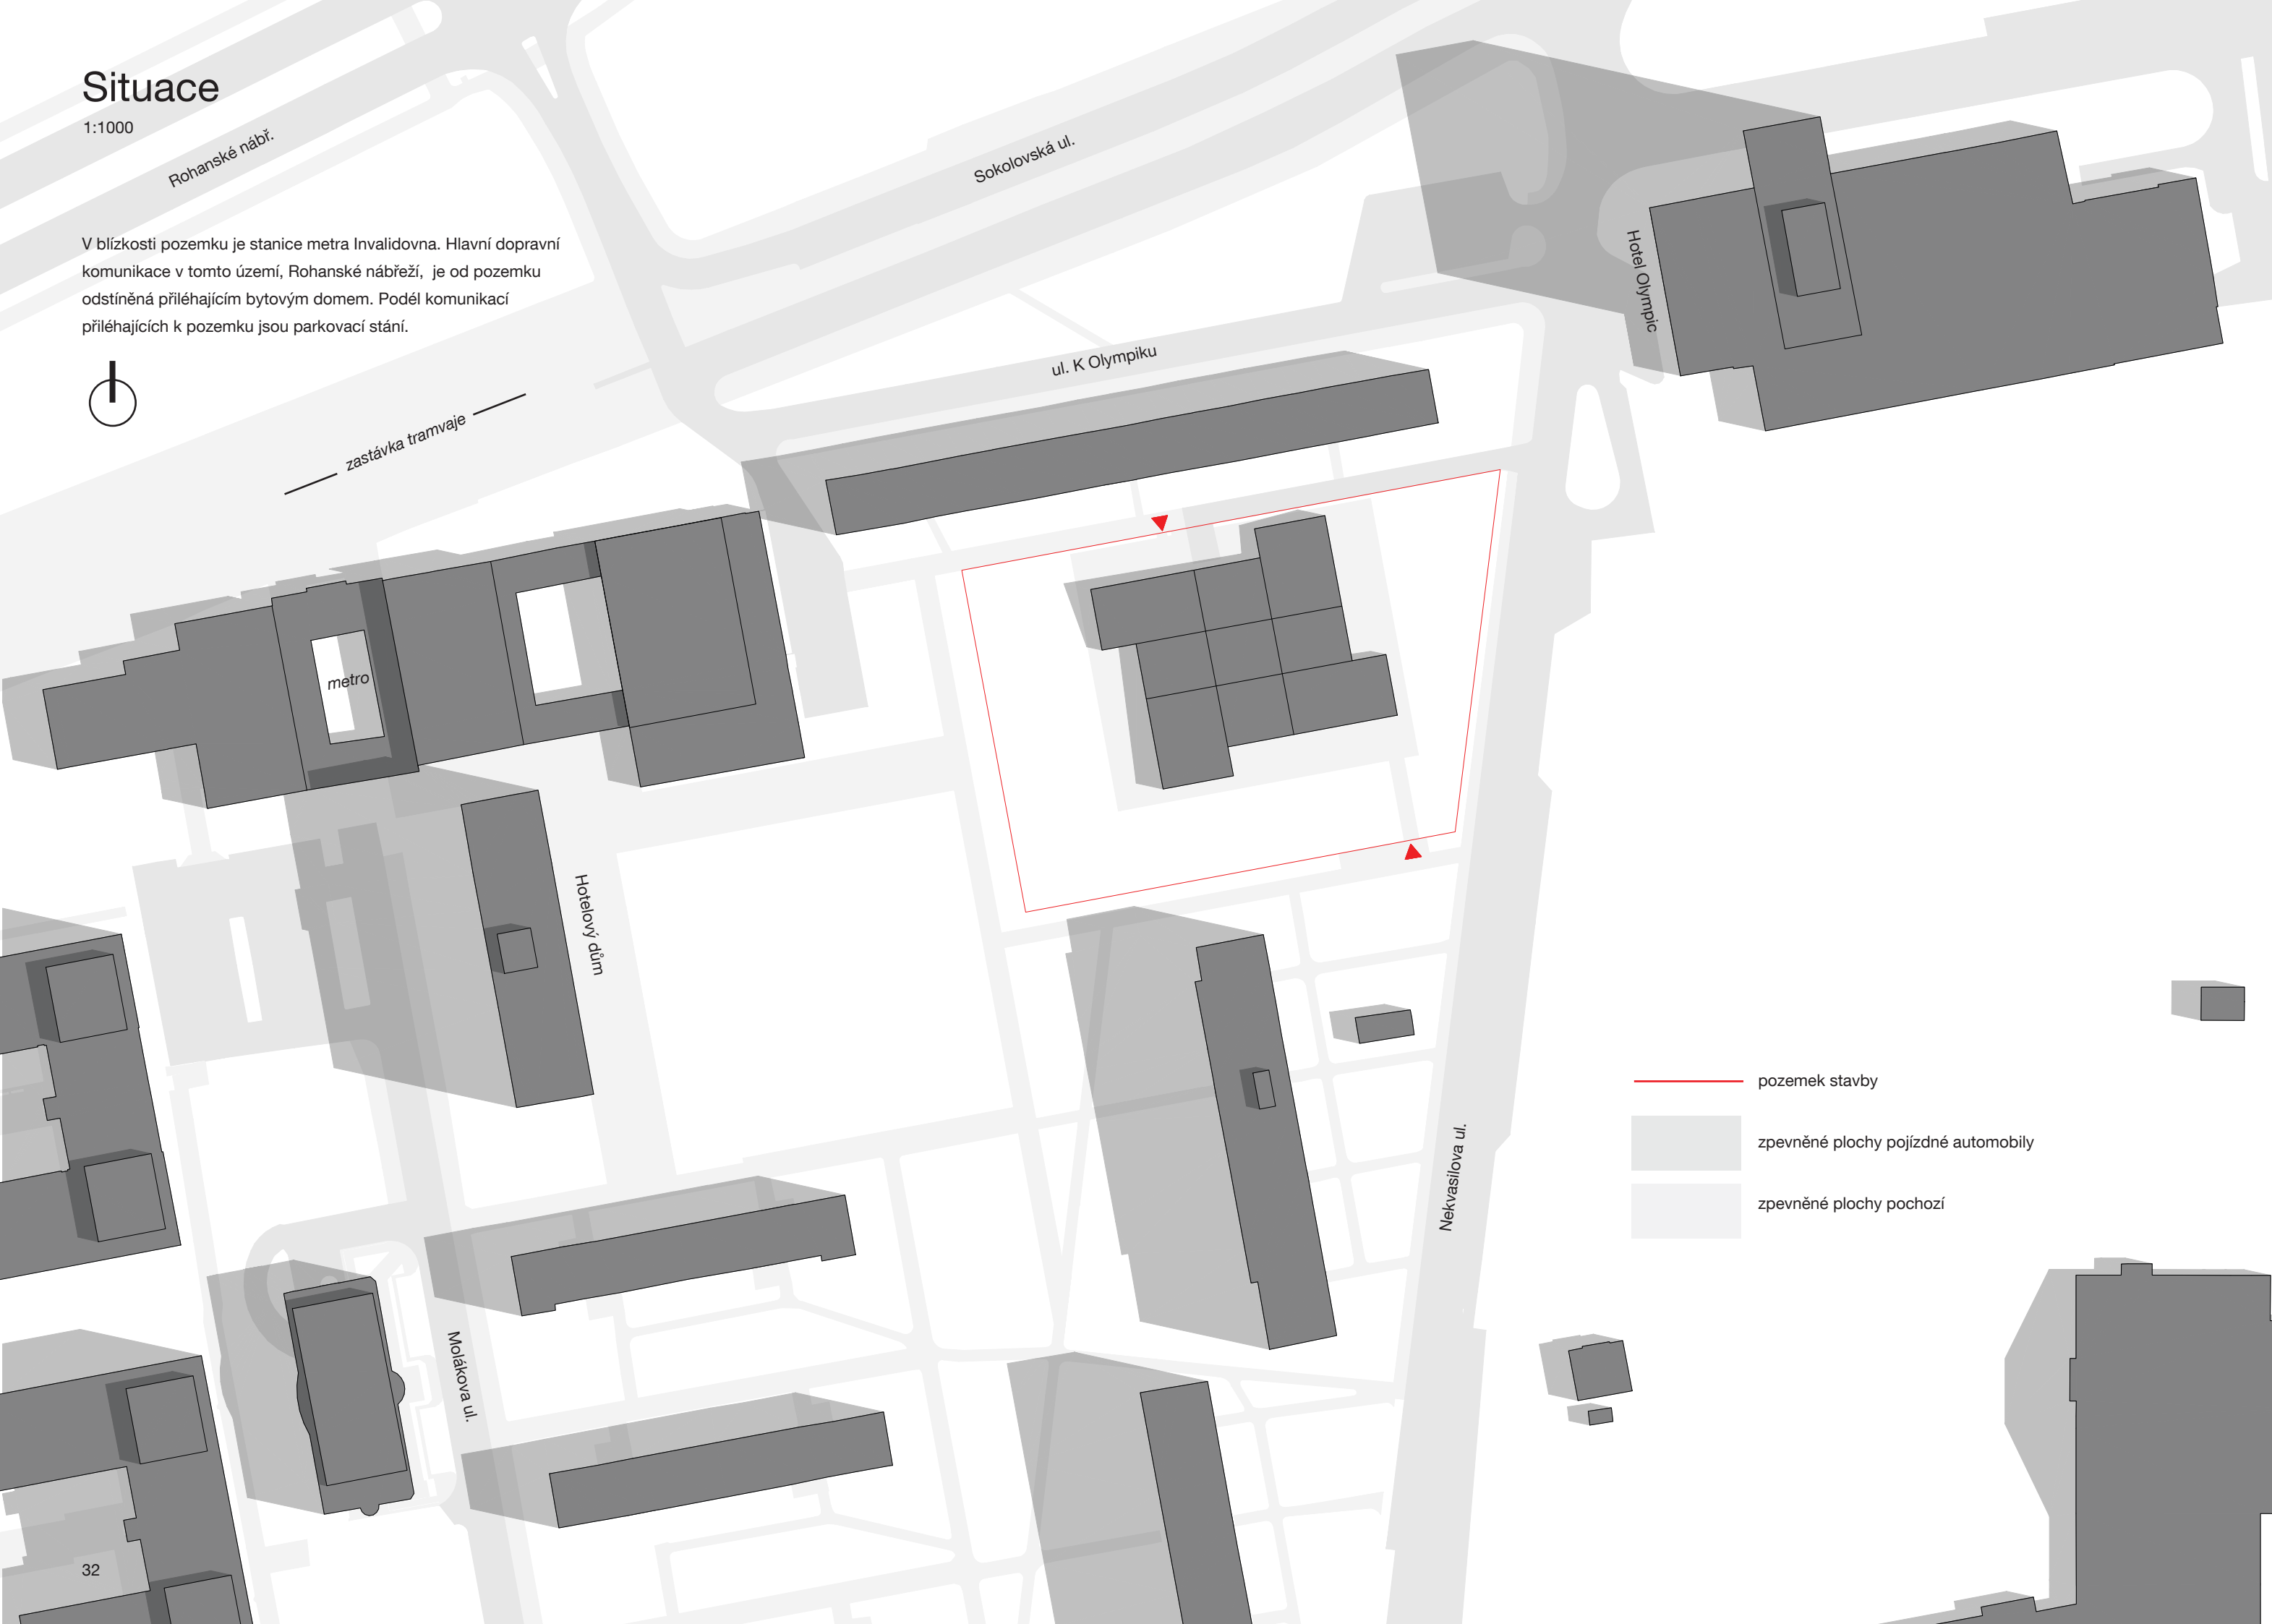 Situace
1:1000
Rohanské nábř.
Sokolovská ul.
V blízkosti pozemku je stanice metra Invalidovna. Hlavní dopravní
komunikace v tomto území, Rohanské nábřeží,  je od pozemku
odstíněná přiléhajícím bytovým domem. Podél komunikací
přiléhajících k pozemku jsou parkovací stání.
Hotel Olympic
ul. K Olympiku
zastávka tramvaje
metro
Hotelový dům
pozemek stavby
zpevněné plochy pojízdné automobily
zpevněné plochy pochozí
Nekvasilova ul.
Molákova ul.
32